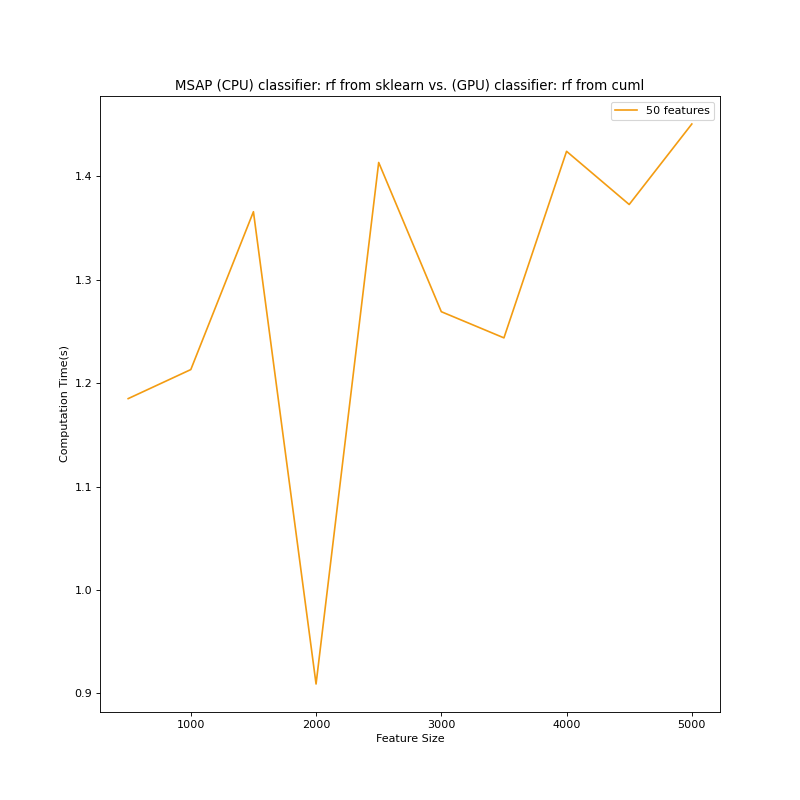 MSAP (CPU) classifier: rf from sklearn vs. (GPU) classifier: rf from cuml
50 features
1.4
1.3
1.2
1.1
1.0
0.9
Computation Time(s)
1000 2000 3000 4000 5000
Feature Size